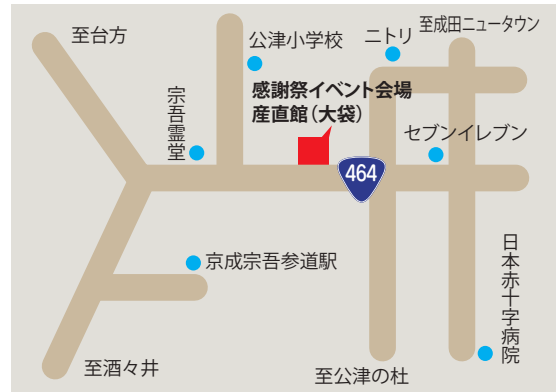 至台方
公津小学校
ニトリ
至成田ニュータウン
感謝祭イベント会場
産直館（大袋）
宗吾霊堂
セブンイレブン
464
京成宗吾参道駅
日本赤十字病院
至酒々井
至公津の杜